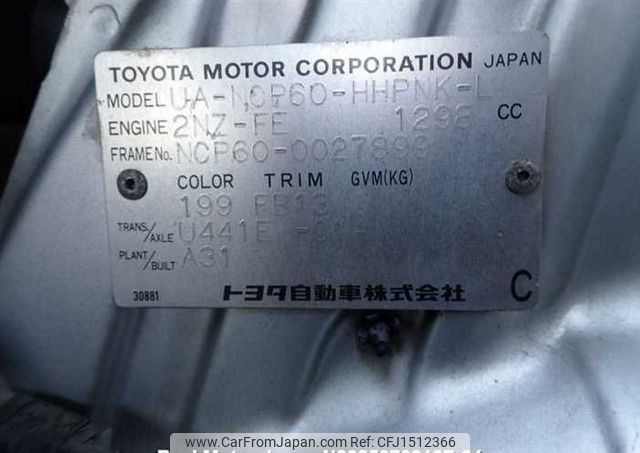 TOYOTA MOTOR CORPORATION JAPAN
MODEL UA-NCP60-HHPNK-L
ENGINE 2NZ-FE 1298 CC
FRAME No. NCP60-0027899
COLOR TRIM GVM(KG)
199 FB13
TRANS./AXLE U441E
PLANT/BUILT A31
30881 トヨタ自動車株式会社 C
www.CarFromJapan.com ID: CFJ1512366